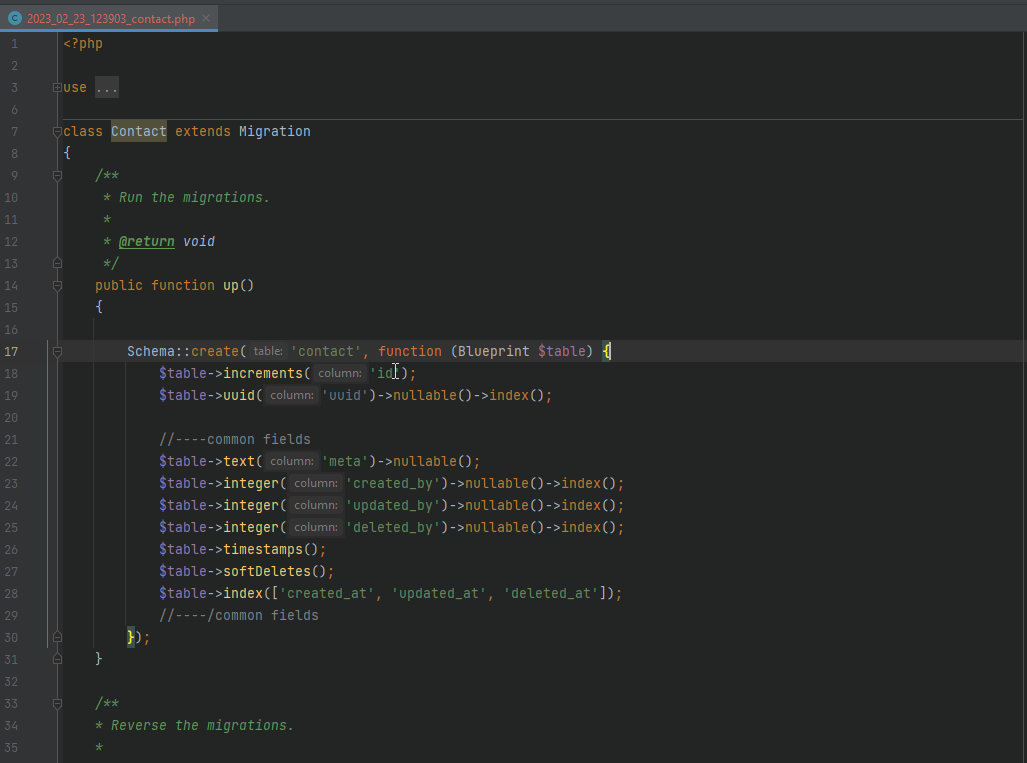 2023_02_23_123903_contact.php
1 <?php
2
3 use ...
6
7 class Contact extends Migration
8 {
9 /**
10 * Run the migrations.
11 *
12 * @return void
13 */
14 public function up()
15 {
16
17 Schema::create( table: 'contact', function (Blueprint $table) {
18 $table->increments( column: 'id');
19 $table->uuid( column: 'uuid')->nullable()->index();
20
21 //----common fields
22 $table->text( column: 'meta')->nullable();
23 $table->integer( column: 'created_by')->nullable()->index();
24 $table->integer( column: 'updated_by')->nullable()->index();
25 $table->integer( column: 'deleted_by')->nullable()->index();
26 $table->timestamps();
27 $table->softDeletes();
28 $table->index(['created_at', 'updated_at', 'deleted_at']);
29 //----/common fields
30 });
31 }
32
33 /**
34 * Reverse the migrations.
35 *